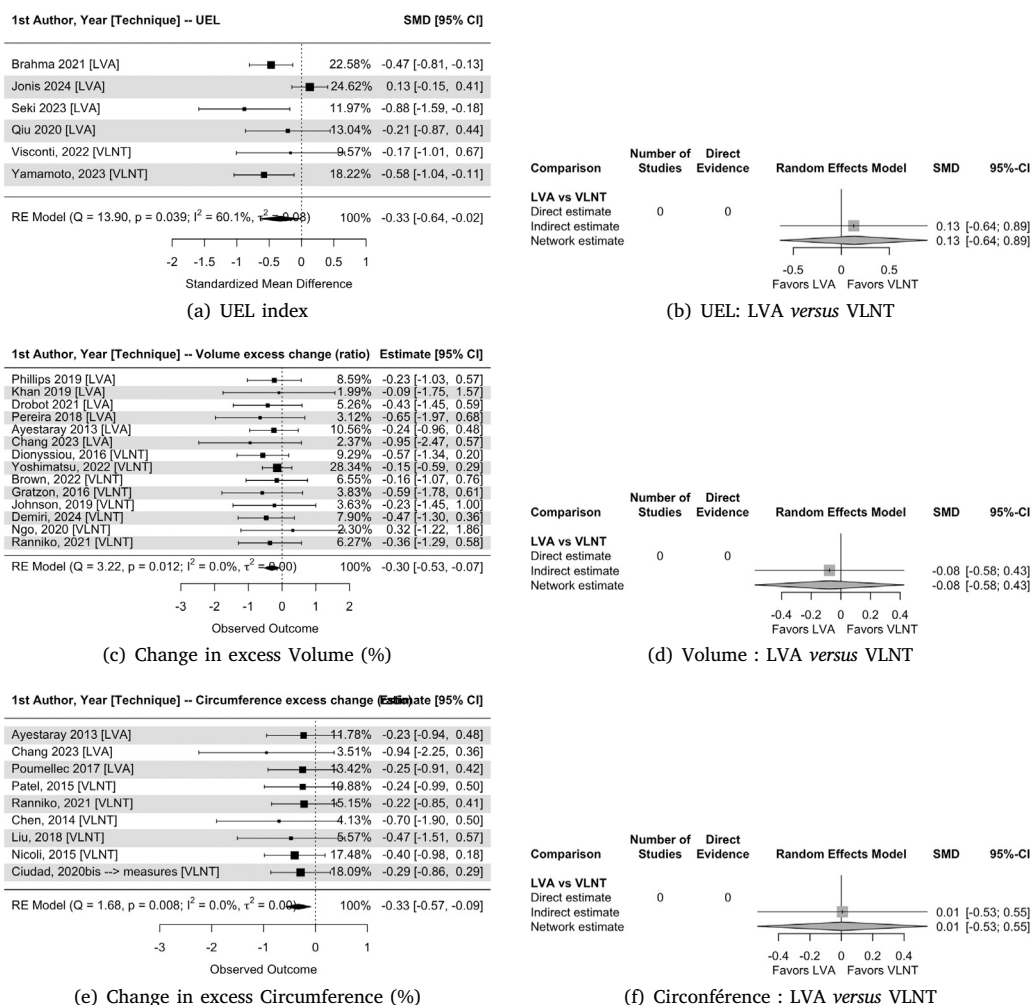 1st Author, Year [Technique] -- UEL SMD [95% CI]
Brahma 2021 [LVA] 22.58% -0.47 [-0.81, -0.13]
Jonis 2024 [LVA] 24.62% 0.13 [-0.15, 0.41]
Seki 2023 [LVA] 11.97% -0.88 [-1.59, -0.18]
Qiu 2020 [LVA] 13.04% -0.21 [-0.87, 0.44]
Visconti, 2022 [VLNT] 9.57% -0.17 [-1.01, 0.67]
Yamamoto, 2023 [VLNT] 18.22% -0.58 [-1.04, -0.11]
RE Model (Q = 13.90, p = 0.039; I² = 60.1%, τ² = 0.08) 100% -0.33 [-0.64, -0.02]
-2 -1.5 -1 -0.5 0 0.5 1
Standardized Mean Difference
(a) UEL index
Comparison Number of Studies Direct Evidence Random Effects Model SMD 95%-CI
LVA vs VLNT
Direct estimate 0 0
Indirect estimate 0.13 [-0.64; 0.89]
Network estimate 0.13 [-0.64; 0.89]
-0.5 0 0.5
Favors LVA Favors VLNT
(b) UEL: LVA versus VLNT
1st Author, Year [Technique] -- Volume excess change (ratio) Estimate [95% CI]
Phillips 2019 [LVA] 8.59% -0.23 [-1.03, 0.57]
Khan 2019 [LVA] 1.99% -0.09 [-1.75, 1.57]
Drobot 2021 [LVA] 5.26% -0.43 [-1.45, 0.59]
Pereira 2018 [LVA] 3.12% -0.65 [-1.97, 0.68]
Ayestaray 2013 [LVA] 10.56% -0.24 [-0.96, 0.48]
Chang 2023 [LVA] 2.37% -0.95 [-2.47, 0.57]
Dionyssiou, 2016 [VLNT] 9.29% -0.57 [-1.34, 0.20]
Yoshimatsu, 2022 [VLNT] 28.34% -0.15 [-0.59, 0.29]
Brown, 2022 [VLNT] 6.55% -0.16 [-1.07, 0.76]
Gratzon, 2016 [VLNT] 3.83% -0.59 [-1.78, 0.61]
Johnson, 2019 [VLNT] 3.63% -0.23 [-1.45, 1.00]
Demiri, 2024 [VLNT] 7.90% -0.47 [-1.30, 0.36]
Ngo, 2020 [VLNT] 2.30% 0.32 [-1.22, 1.86]
Ranniko, 2021 [VLNT] 6.27% -0.36 [-1.29, 0.58]
RE Model (Q = 3.22, p = 0.012; I² = 0.0%, τ² = 0.00) 100% -0.30 [-0.53, -0.07]
-3 -2 -1 0 1 2
Observed Outcome
(c) Change in excess Volume (%)
Comparison Number of Studies Direct Evidence Random Effects Model SMD 95%-CI
LVA vs VLNT
Direct estimate 0 0
Indirect estimate -0.08 [-0.58; 0.43]
Network estimate -0.08 [-0.58; 0.43]
-0.4 -0.2 0 0.2 0.4
Favors LVA Favors VLNT
(d) Volume : LVA versus VLNT
1st Author, Year [Technique] -- Circumference excess change (ratio) Estimate [95% CI]
Ayestaray 2013 [LVA] 11.78% -0.23 [-0.94, 0.48]
Chang 2023 [LVA] 3.51% -0.94 [-2.25, 0.36]
Poumellec 2017 [LVA] 13.42% -0.25 [-0.91, 0.42]
Patel, 2015 [VLNT] 10.88% -0.24 [-0.99, 0.50]
Ranniko, 2021 [VLNT] 15.15% -0.22 [-0.85, 0.41]
Chen, 2014 [VLNT] 4.13% -0.70 [-1.90, 0.50]
Liu, 2018 [VLNT] 5.57% -0.47 [-1.51, 0.57]
Nicoli, 2015 [VLNT] 17.48% -0.40 [-0.98, 0.18]
Ciudad, 2020bis --> measures [VLNT] 18.09% -0.29 [-0.86, 0.29]
RE Model (Q = 1.68, p = 0.008; I² = 0.0%, τ² = 0.00) 100% -0.33 [-0.57, -0.09]
-3 -2 -1 0 1
Observed Outcome
(e) Change in excess Circumference (%)
Comparison Number of Studies Direct Evidence Random Effects Model SMD 95%-CI
LVA vs VLNT
Direct estimate 0 0
Indirect estimate 0.01 [-0.53; 0.55]
Network estimate 0.01 [-0.53; 0.55]
-0.4 -0.2 0 0.2 0.4
Favors LVA Favors VLNT
(f) Circonférence : LVA versus VLNT